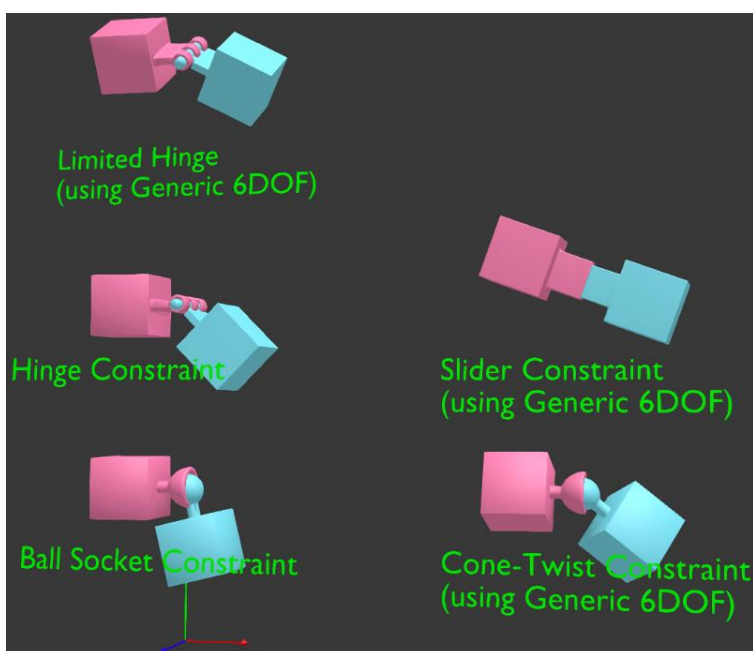 Limited Hinge
(using Generic 6DOF)
Hinge Constraint
Ball Socket Constraint
Slider Constraint
(using Generic 6DOF)
Cone-Twist Constraint
(using Generic 6DOF)